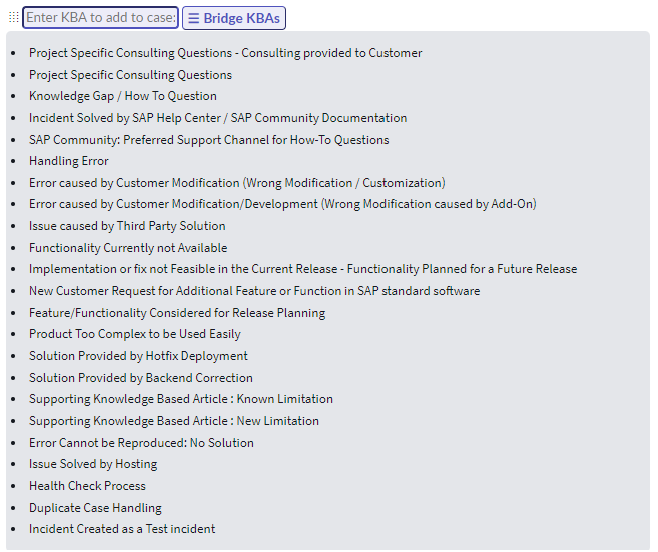 Enter KBA to add to case:
☰ Bridge KBAs
• Project Specific Consulting Questions - Consulting provided to Customer
• Project Specific Consulting Questions
• Knowledge Gap / How To Question
• Incident Solved by SAP Help Center / SAP Community Documentation
• SAP Community: Preferred Support Channel for How-To Questions
• Handling Error
• Error caused by Customer Modification (Wrong Modification / Customization)
• Error caused by Customer Modification/Development (Wrong Modification caused by Add-On)
• Issue caused by Third Party Solution
• Functionality Currently not Available
• Implementation or fix not Feasible in the Current Release - Functionality Planned for a Future Release
• New Customer Request for Additional Feature or Function in SAP standard software
• Feature/Functionality Considered for Release Planning
• Product Too Complex to be Used Easily
• Solution Provided by Hotfix Deployment
• Solution Provided by Backend Correction
• Supporting Knowledge Based Article : Known Limitation
• Supporting Knowledge Based Article : New Limitation
• Error Cannot be Reproduced: No Solution
• Issue Solved by Hosting
• Health Check Process
• Duplicate Case Handling
• Incident Created as a Test incident